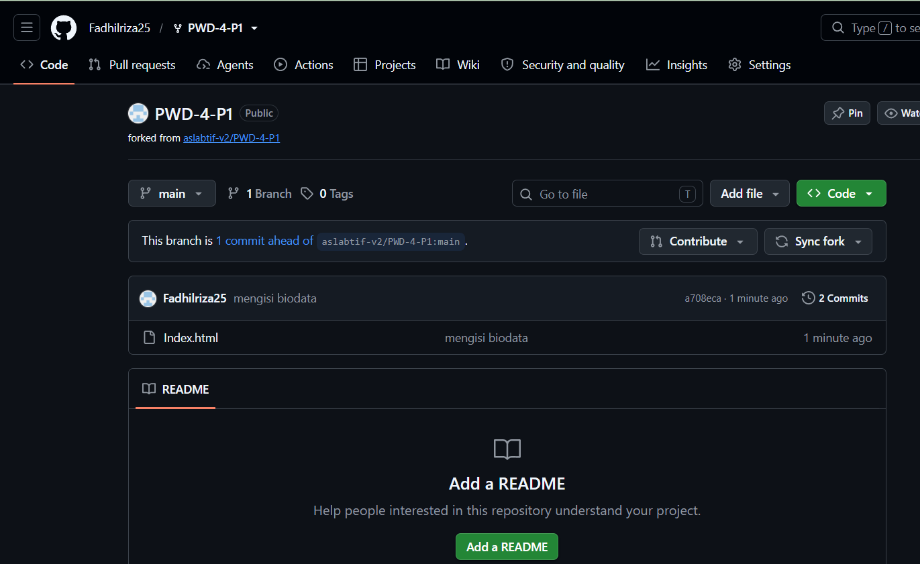 Fadhilriza25 / PWD-4-P1
Type / to se
Code Pull requests Agents Actions Projects Wiki Security and quality Insights Settings
PWD-4-P1 Public
Pin
Wat
forked from aslabtif-v2/PWD-4-P1
main 1 Branch 0 Tags
Go to file T
Add file
Code
This branch is 1 commit ahead of aslabtif-v2/PWD-4-P1:main .
Contribute
Sync fork
Fadhilriza25 mengisi biodata a708eca · 1 minute ago 2 Commits
Index.html mengisi biodata 1 minute ago
README
Add a README
Help people interested in this repository understand your project.
Add a README